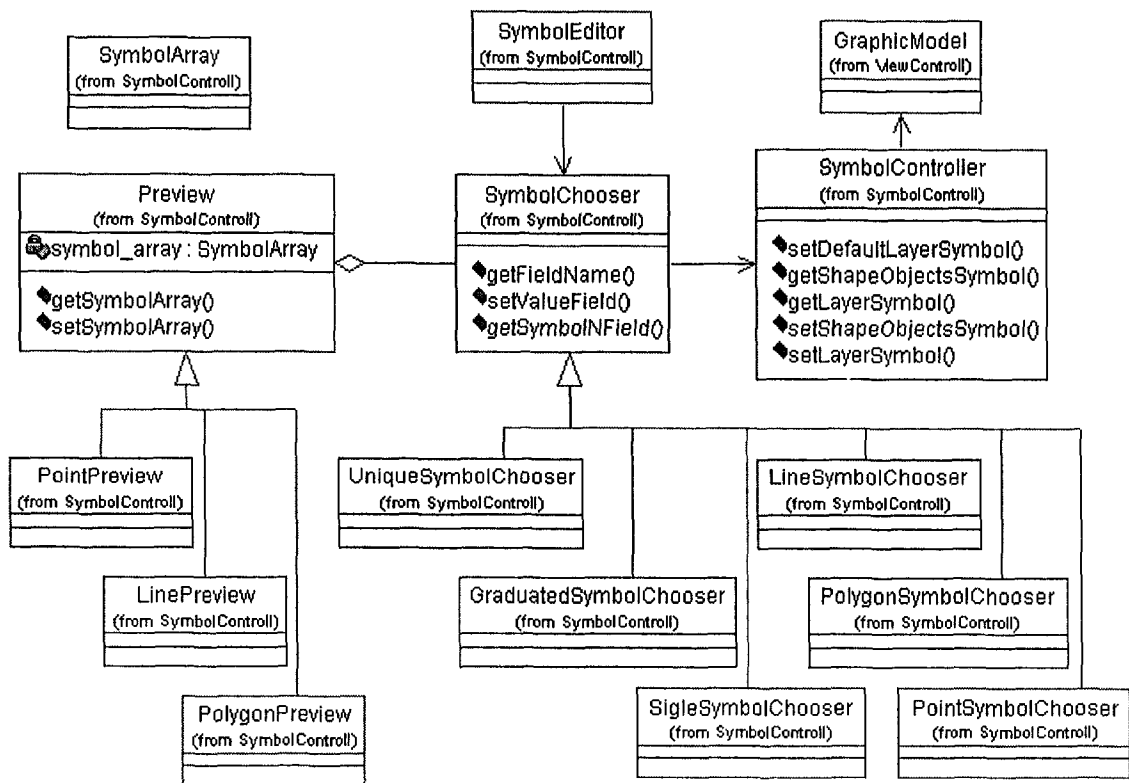 SymbolArray
(from SymbolControll)
SymbolEditor
(from SymbolControll)
GraphicModel
(from ViewControll)
Preview
(from SymbolControll)
symbol_array : SymbolArray
getSymbolArray()
setSymbolArray()
SymbolChooser
(from SymbolControll)
getFieldName()
setValueField()
getSymbolNField()
SymbolController
(from SymbolControll)
setDefaultLayerSymbol()
getShapeObjectsSymbol()
getLayerSymbol()
setShapeObjectsSymbol()
setLayerSymbol()
PointPreview
(from SymbolControll)
UniqueSymbolChooser
(from SymbolControll)
LineSymbolChooser
(from SymbolControll)
LinePreview
(from SymbolControll)
GraduatedSymbolChooser
(from SymbolControll)
PolygonSymbolChooser
(from SymbolControll)
PolygonPreview
(from SymbolControll)
SigleSymbolChooser
(from SymbolControll)
PointSymbolChooser
(from SymbolControll)